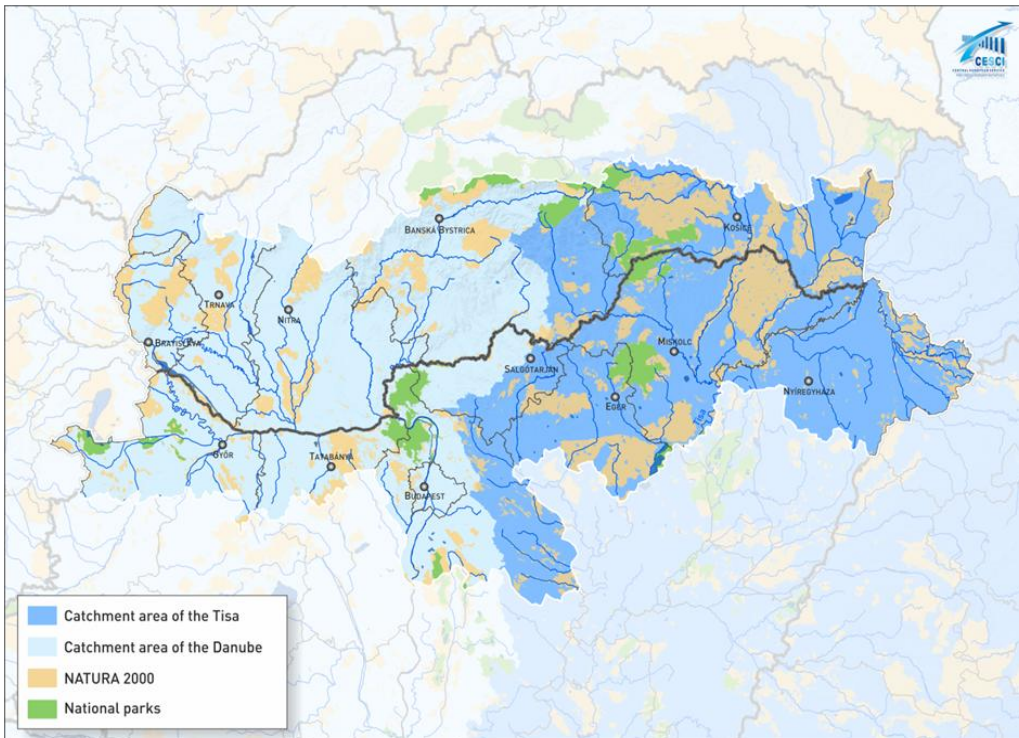 CESCI
BANSKÁ BYSTRICA
KOŠICE
TRNAVA
NITRA
BRATISLAVA
MISKOLC
SALGÓTARJÁN
NYÍREGYHÁZA
EGER
TISA
GYŐR
TATABÁNYA
BUDAPEST
Catchment area of the Tisa
Catchment area of the Danube
NATURA 2000
National parks